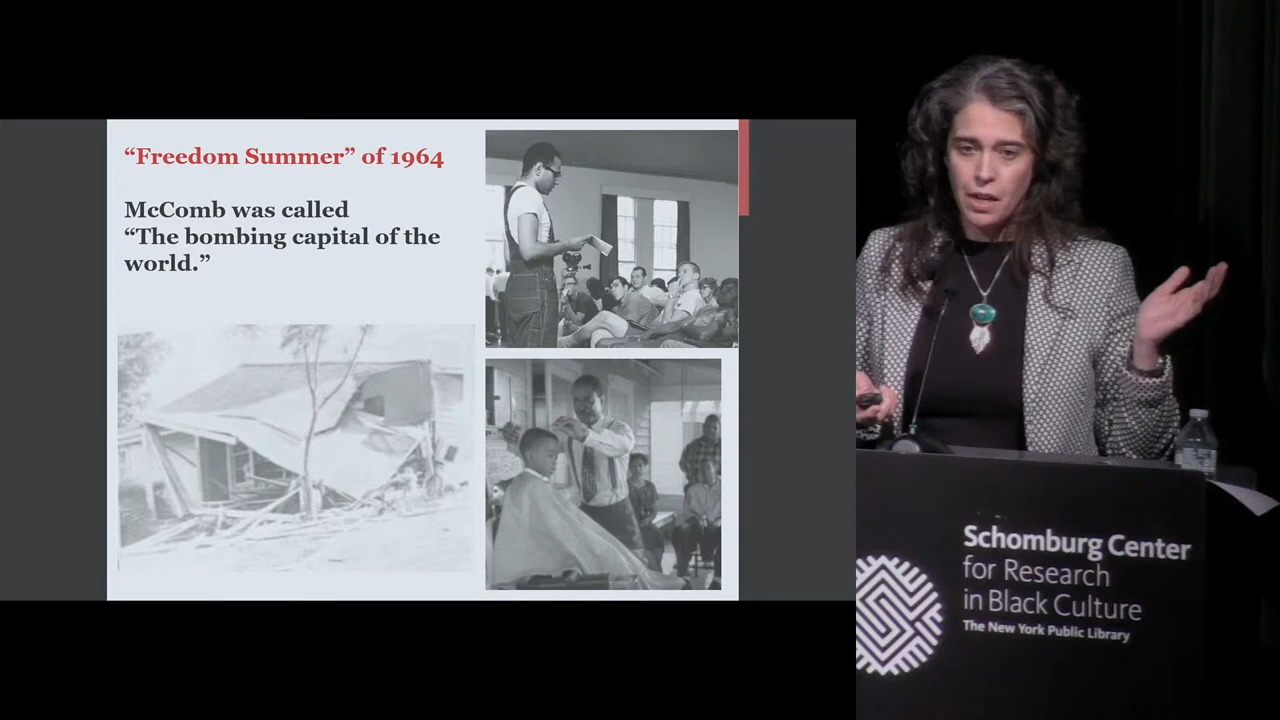 “Freedom Summer” of 1964
McComb was called
“The bombing capital of the
world.”
Schomburg Center
for Research
in Black Culture
The New York Public Library